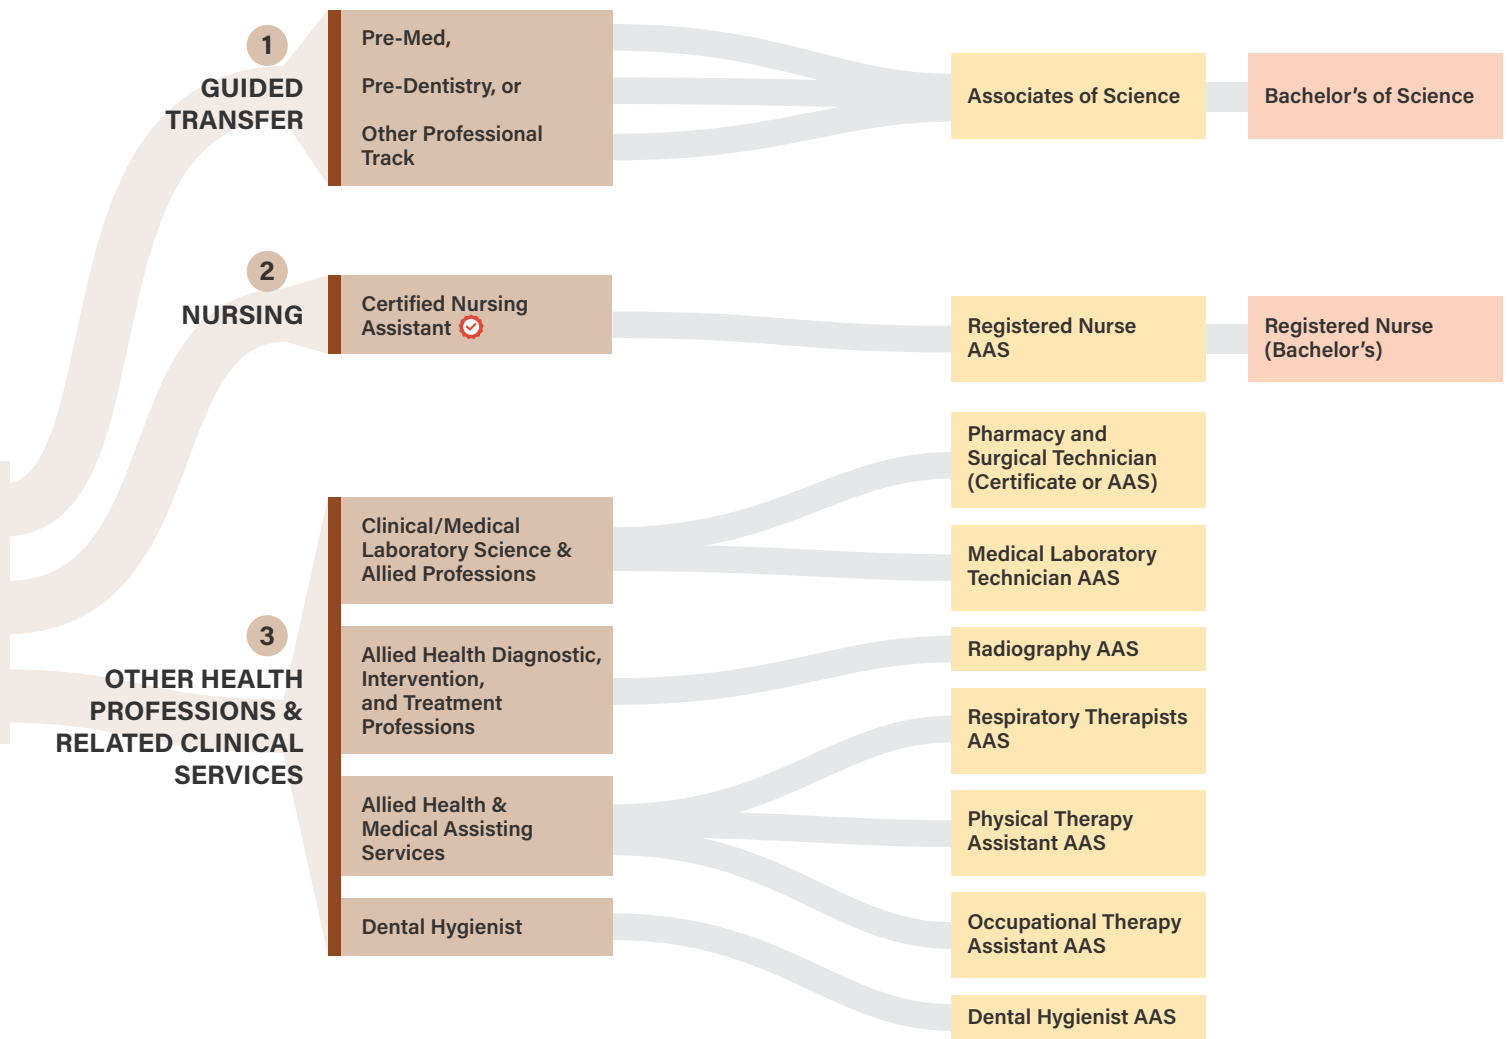 1
GUIDED
TRANSFER
Pre-Med,
Pre-Dentistry, or
Other Professional
Track
Associates of Science
Bachelor’s of Science
2
NURSING
Certified Nursing
Assistant
Registered Nurse
AAS
Registered Nurse
(Bachelor’s)
3
OTHER HEALTH
PROFESSIONS &
RELATED CLINICAL
SERVICES
Clinical/Medical
Laboratory Science &
Allied Professions
Pharmacy and
Surgical Technician
(Certificate or AAS)
Medical Laboratory
Technician AAS
Allied Health Diagnostic,
Intervention,
and Treatment
Professions
Radiography AAS
Allied Health &
Medical Assisting
Services
Respiratory Therapists
AAS
Physical Therapy
Assistant AAS
Occupational Therapy
Assistant AAS
Dental Hygienist
Dental Hygienist AAS